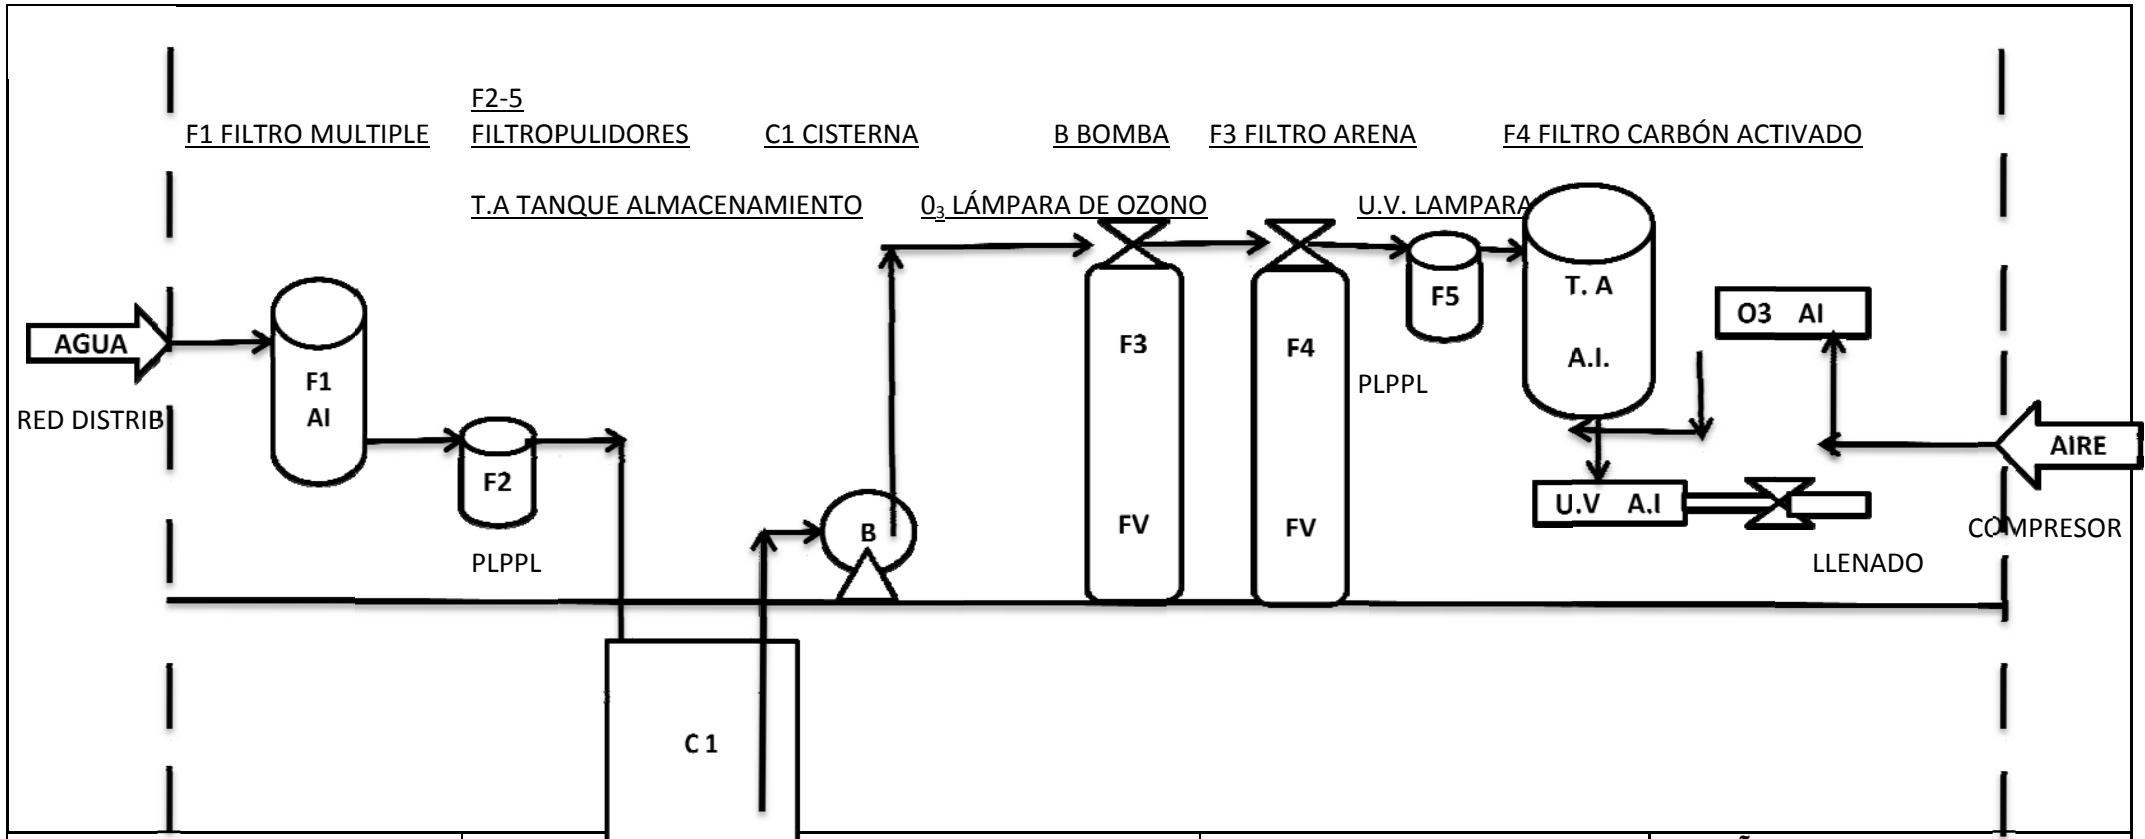 F2-5
F1 FILTRO MULTIPLE FILTROPULIDORES C1 CISTERNA B BOMBA F3 FILTRO ARENA F4 FILTRO CARBÓN ACTIVADO
T.A TANQUE ALMACENAMIENTO 0₃ LÁMPARA DE OZONO U.V. LAMPARA
AGUA
RED DISTRIB
F1
AI
F2
PLPPL
C 1
B
F3
FV
F4
FV
F5
PLPPL
T. A
A.I.
O3 AI
U.V A.I
LLENADO
AIRE
COMPRESOR